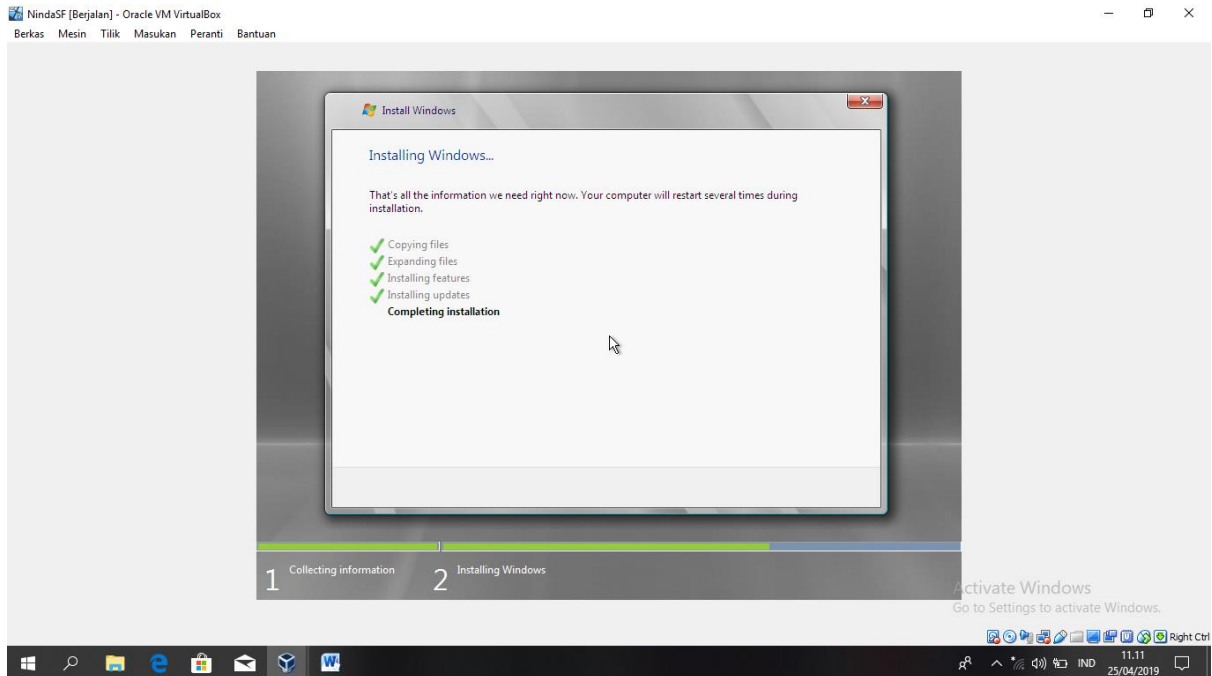 NindaSF [Berjalan] - Oracle VM VirtualBox
Berkas Mesin Tilik Masukan Peranti Bantuan
Install Windows
Installing Windows...
That's all the information we need right now. Your computer will restart several times during
installation.
Copying files
Expanding files
Installing features
Installing updates
Completing installation
1 Collecting information 2 Installing Windows
Activate Windows
Go to Settings to activate Windows.
Right Ctrl
IND
11.11
25/04/2019